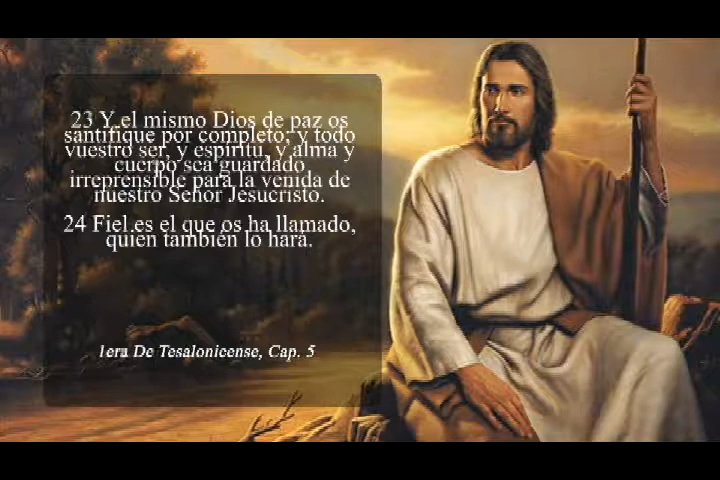 23 Y el mismo Dios de paz os
santifique por completo; y todo
vuestro ser, y espíritu, y alma y
cuerpo sea guardado
irreprensible para la venida de
nuestro Señor Jesucristo.
24 Fiel es el que os ha llamado,
quien también lo hará.
1era De Tesalonicense, Cap. 5